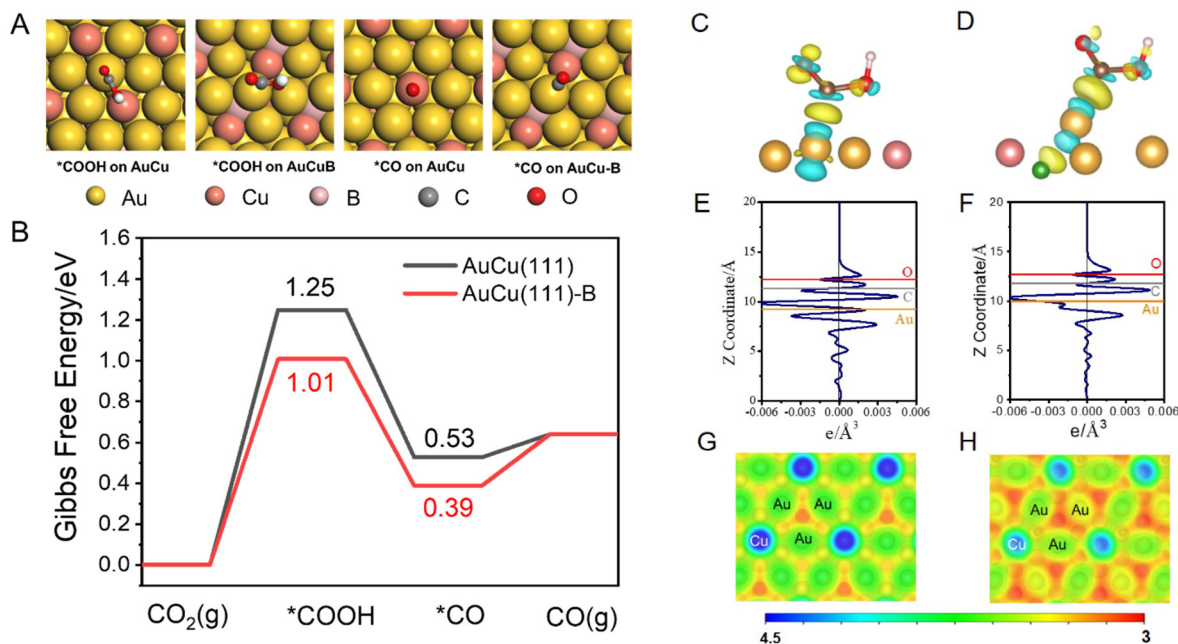 A
*COOH on AuCu
*COOH on AuCuB
*CO on AuCu
*CO on AuCu-B
Au
Cu
B
C
O
B
Gibbs Free Energy/eV
1.6
1.4
1.2
1.0
0.8
0.6
0.4
0.2
0.0
AuCu(111)
AuCu(111)-B
1.25
1.01
0.53
0.39
CO₂(g)
*COOH
*CO
CO(g)
C
D
E
Z Coordinate/Å
20
15
10
5
0
O
C
Au
-0.006 -0.003 0.000 0.003 0.006
e/Å³
F
Z Coordinate/Å
20
15
10
5
0
O
C
Au
-0.006 -0.003 0.000 0.003 0.006
e/Å³
G
Au Au
Cu Au
H
Au Au
Cu Au
4.5 3